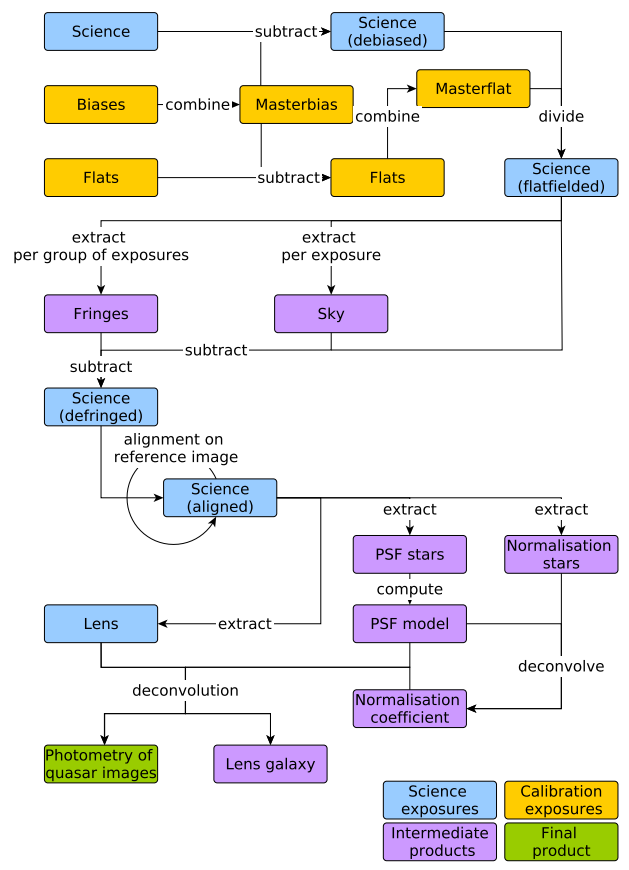 Science
subtract
Science
(debiased)
Biases
combine
Masterbias
combine
Masterflat
divide
Flats
subtract
Flats
Science
(flatfielded)
extract
per group of exposures
extract
per exposure
Fringes
Sky
subtract
subtract
Science
(defringed)
alignment on
reference image
Science
(aligned)
extract
extract
PSF stars
Normalisation
stars
compute
Lens
extract
PSF model
deconvolve
deconvolution
Normalisation
coefficient
Photometry of
quasar images
Lens galaxy
Science
exposures
Calibration
exposures
Intermediate
products
Final
product